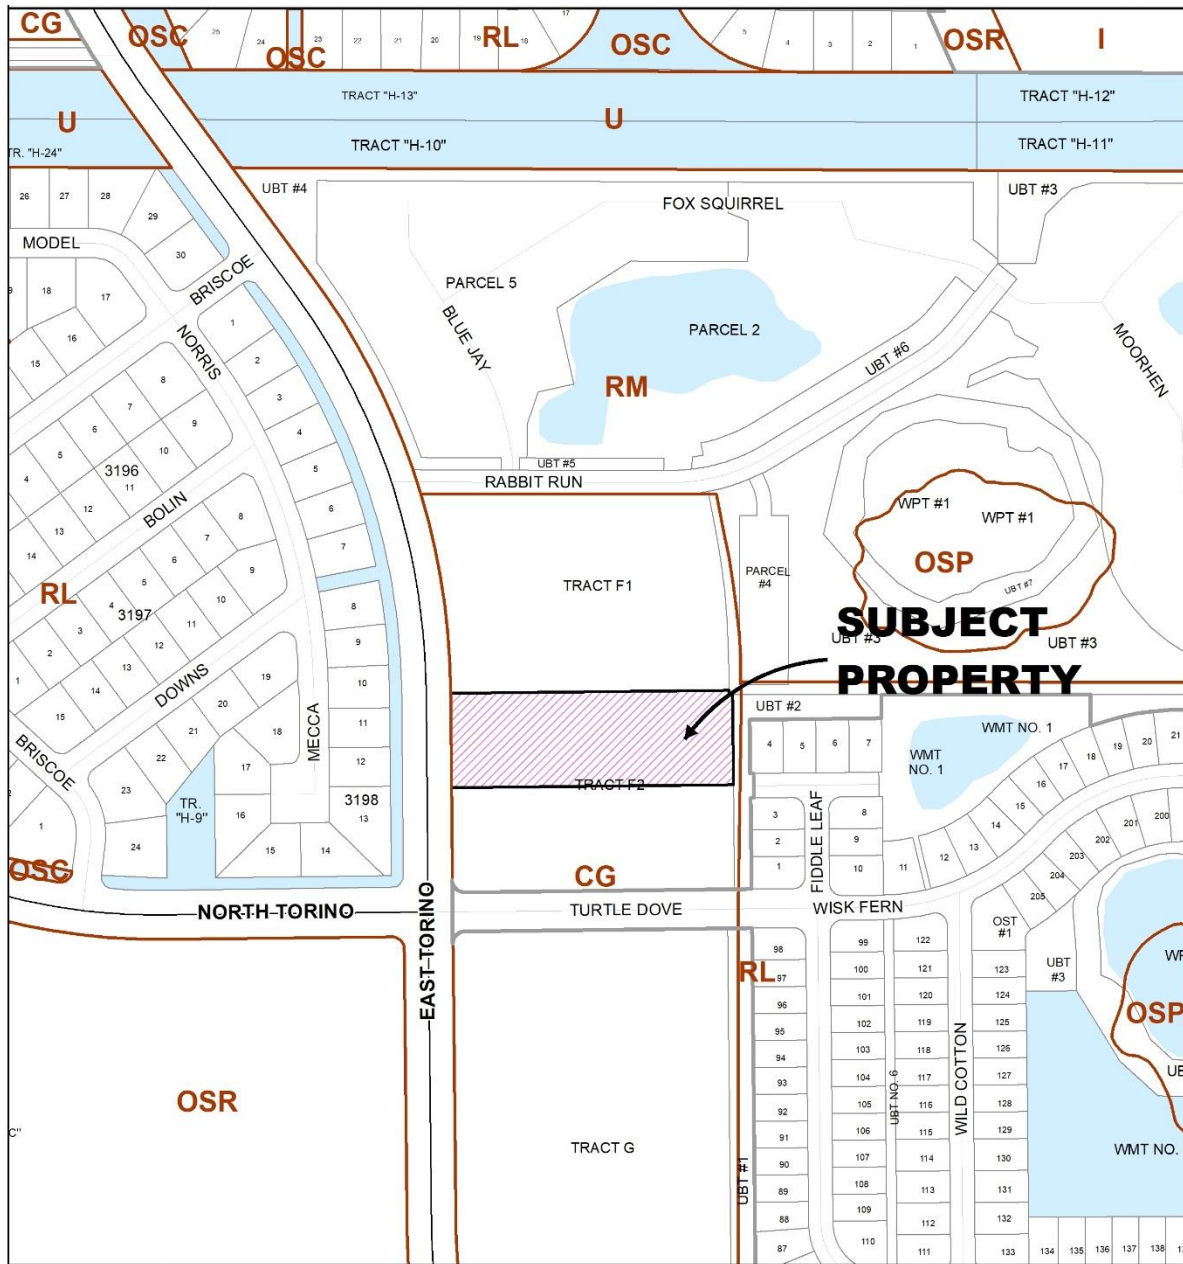 CG
OSC
25
24
OSC
23
22
21
20
19
RL
18
17
OSC
5
4
3
2
1
OSR
I
TRACT "H-13"
U
TRACT "H-12"
U
TR. "H-24"
TRACT "H-10"
TRACT "H-11"
26
27
28
29
30
MODEL
BRISCOE
UBT #4
FOX SQUIRREL
UBT #3
18
17
16
15
NORRIS
1
2
3
4
5
6
7
PARCEL 5
BLUE JAY
PARCEL 2
RM
UBT #6
MOORHEN
8
7
6
5
4
9
10
3196
11
12
13
14
BOLIN
UBT #5
RABBIT RUN
WPT #1
WPT #1
OSP
UBT #7
UBT #3
UBT #3
TRACT F1
PARCEL
#4
SUBJECT
PROPERTY
RL
8
7
6
5
4
3
2
1
9
10
11
12
13
14
15
3197
DOWNS
8
9
10
11
12
3198
13
14
15
16
17
18
19
20
21
22
23
24
MECCA
BRISCOE
1
TR.
"H-9"
OSC
TRACT F2
UBT #2
4
5
6
7
WMT
NO. 1
WMT NO. 1
3
2
1
FIDDLE LEAF
8
9
10
11
12
13
14
15
16
17
18
19
20
21
200
201
202
203
204
205
CG
NORTH TORINO
EAST TORINO
TURTLE DOVE
WISK FERN
OST
#1
UBT
#3
RL
98
97
96
95
94
93
92
91
90
89
88
87
99
100
101
102
103
104
105
106
107
108
109
110
UBT NO. 6
122
121
120
119
118
117
116
115
114
113
112
111
WILD COTTON
123
124
125
126
127
128
129
130
131
132
133
134
135
136
137
138
OSP
WMT NO.
OSR
C"
TRACT G
UBT #1